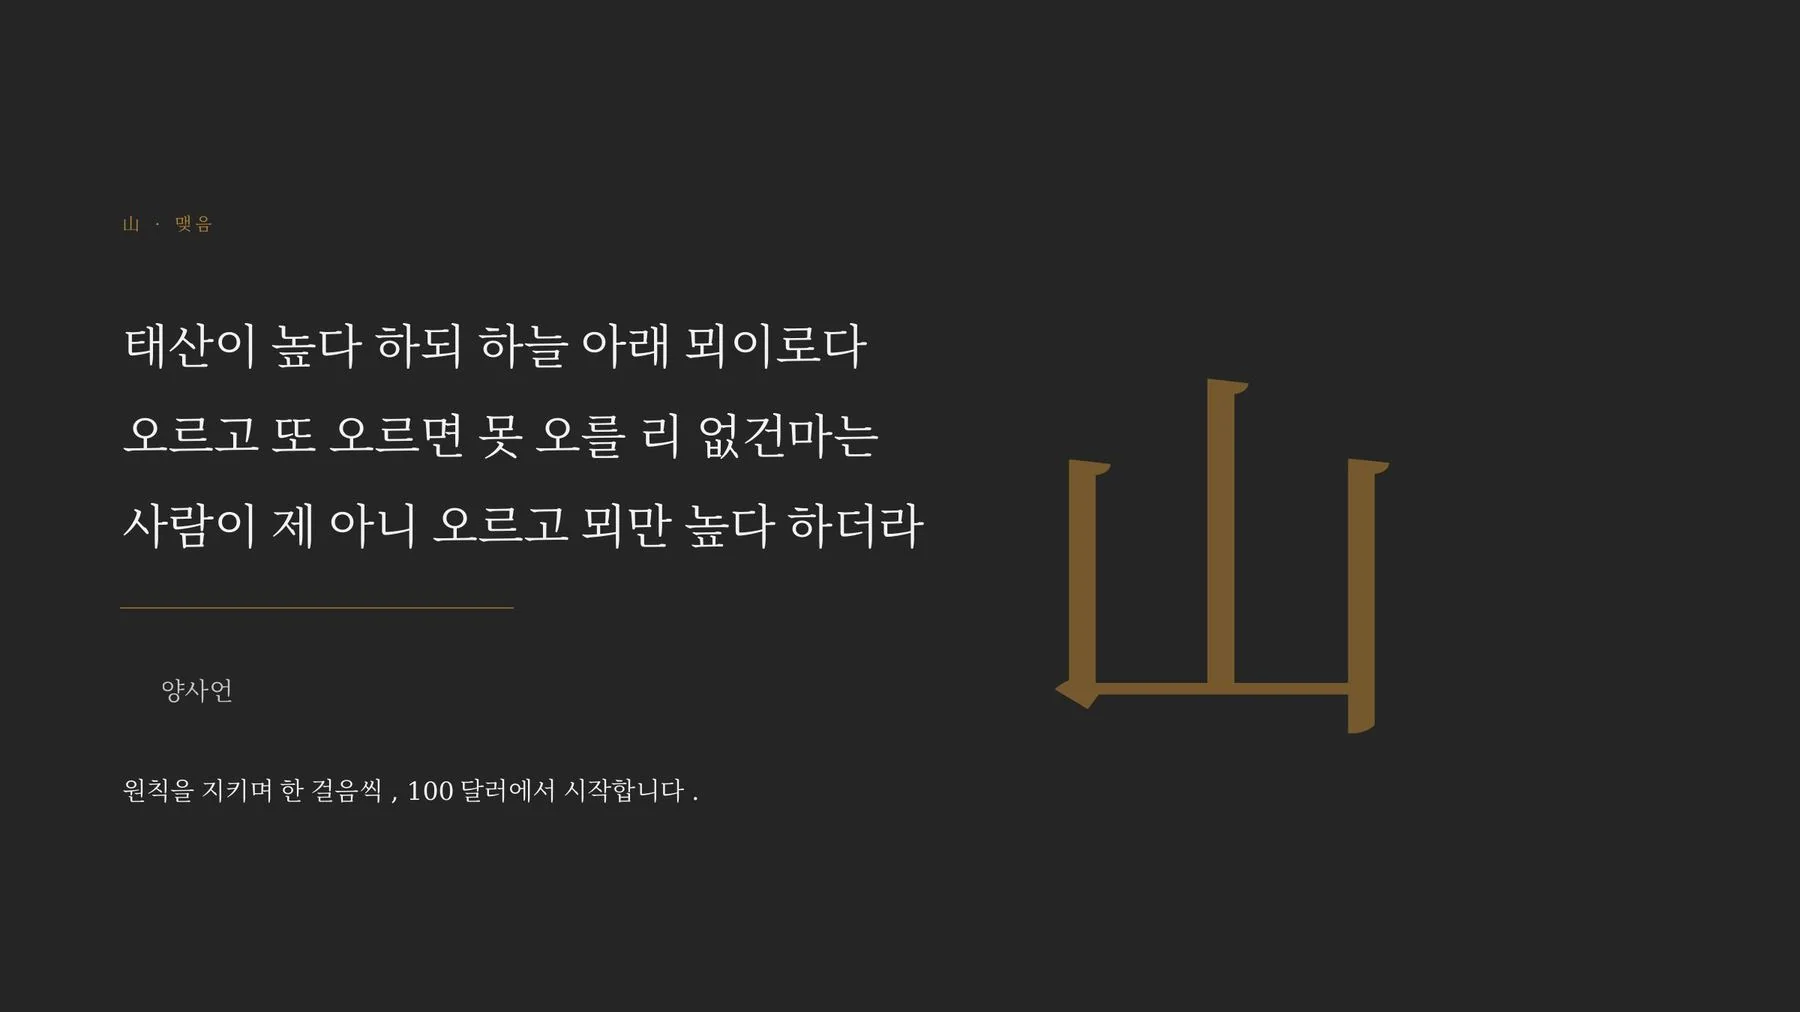 山 · 맺음
태산이 높다 하되 하늘 아래 뫼이로다
오르고 또 오르면 못 오를 리 없건마는
사람이 제 아니 오르고 뫼만 높다 하더라
山
양사언
원칙을 지키며 한 걸음씩 , 100 달러에서 시작합니다 .